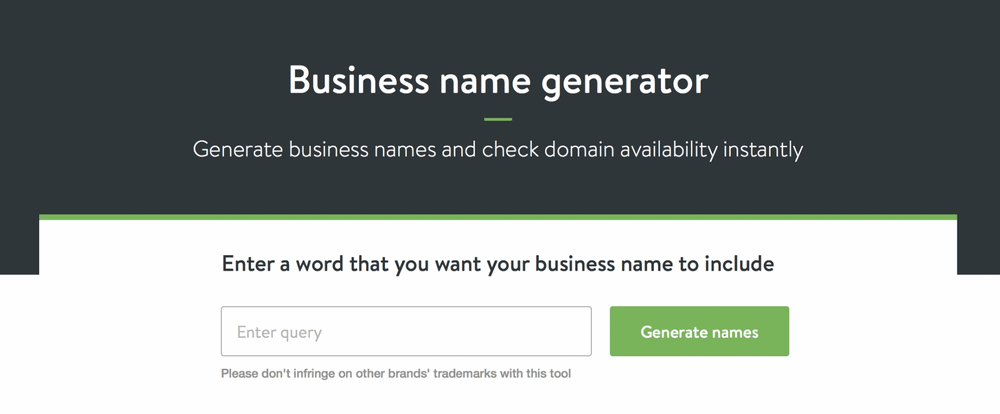 Business name generator
Generate business names and check domain availability instantly
Enter a word that you want your business name to include
Enter query
Generate names
Please don't infringe on other brands' trademarks with this tool